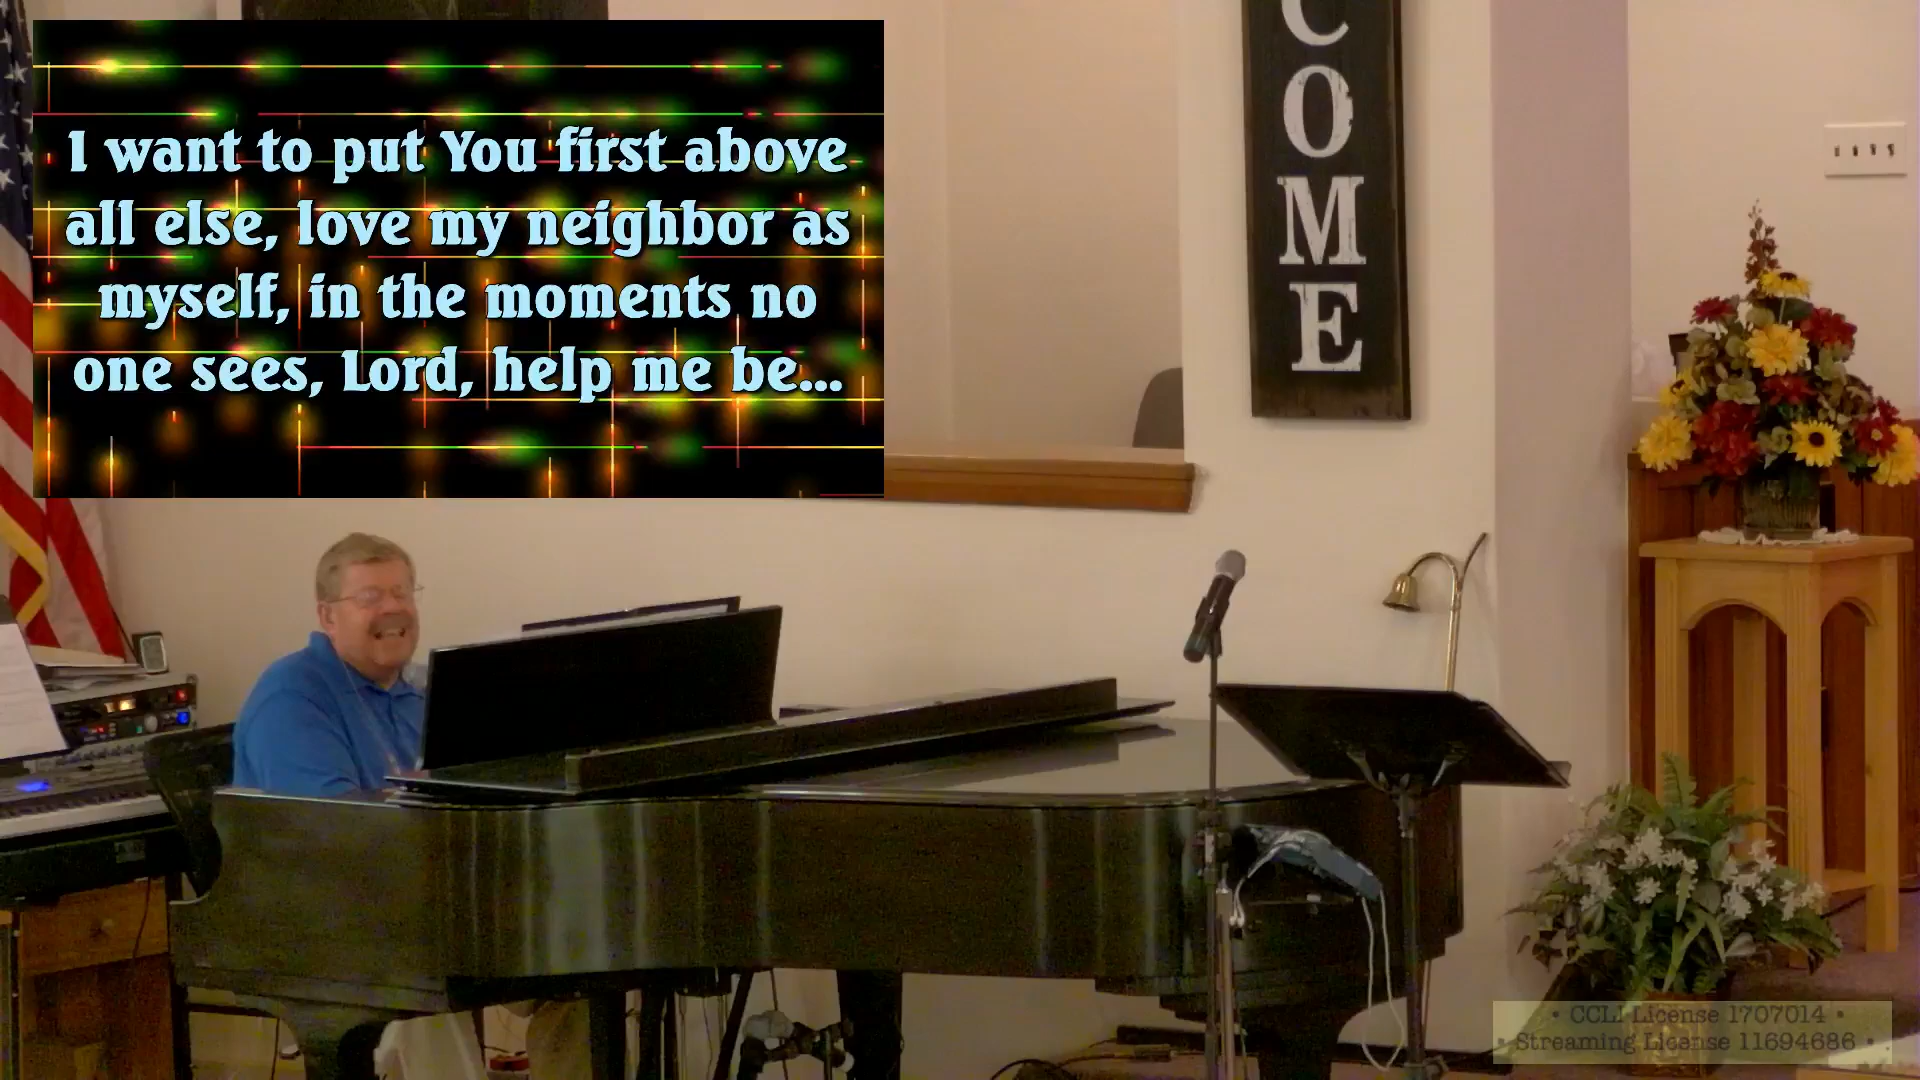 I want to put You first above
all else, love my neighbor as
myself, in the moments no
one sees, Lord, help me be...
C
O
M
E
• CCLI License 1707014 •
• Streaming License 11694686 •